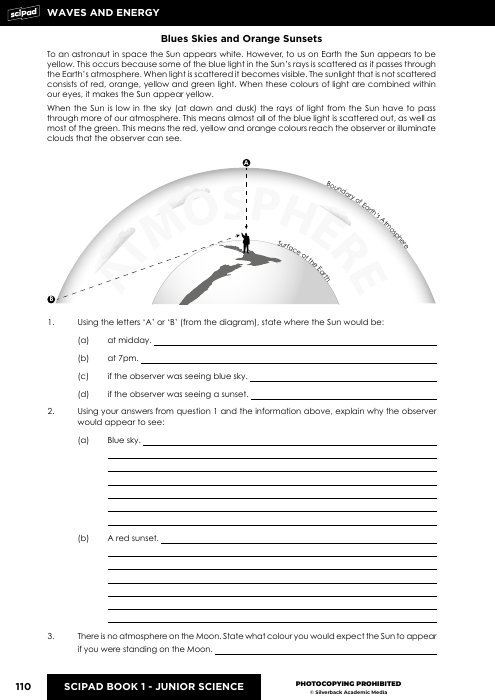 scipad WAVES AND ENERGY
Blues Skies and Orange Sunsets
To an astronaut in space the Sun appears white. However, to us on Earth the Sun appears to be
yellow. This occurs because some of the blue light in the Sun's rays is scattered as it passes through
the Earth's atmosphere. When light is scattered it becomes visible. The sunlight that is not scattered
consists of red, orange, yellow and green light. When these colours of light are combined within
our eyes, it makes the Sun appear yellow.
When the Sun is low in the sky (at dawn and dusk) the rays of light from the Sun have to pass
through more of our atmosphere. This means almost all of the blue light is scattered out, as well as
most of the green. This means the red, yellow and orange colours reach the observer or illuminate
clouds that the observer can see.
A
Boundary of Earth's Atmosphere
ATMOSPHERE
Surface of the Earth
B
1. Using the letters 'A' or 'B' (from the diagram), state where the Sun would be:
(a) at midday.
(b) at 7pm.
(c) if the observer was seeing blue sky.
(d) if the observer was seeing a sunset.
2. Using your answers from question 1 and the information above, explain why the observer
would appear to see:
(a) Blue sky.
(b) A red sunset.
3. There is no atmosphere on the Moon. State what colour you would expect the Sun to appear
if you were standing on the Moon.
110 SCIPAD BOOK 1 - JUNIOR SCIENCE
PHOTOCOPYING PROHIBITED
© Silverback Academic Media